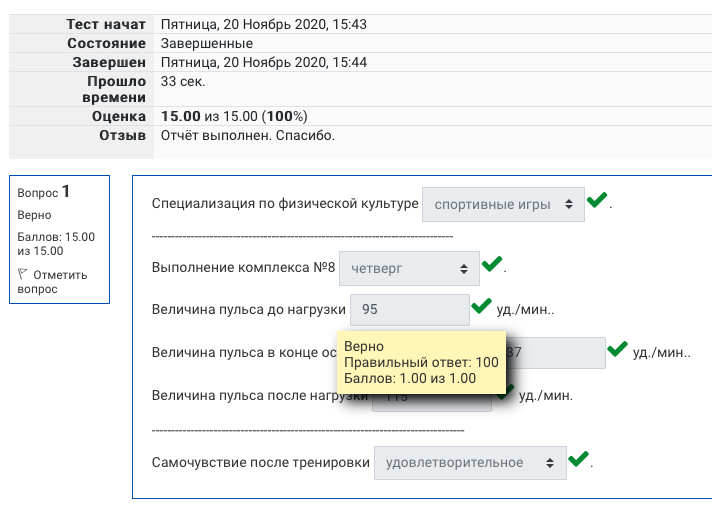 Тест начат Пятница, 20 Ноябрь 2020, 15:43
Состояние Завершенные
Завершен Пятница, 20 Ноябрь 2020, 15:44
Прошло времени 33 сек.
Оценка 15.00 из 15.00 (100%)
Отзыв Отчёт выполнен. Спасибо.
Вопрос 1
Верно
Баллов: 15.00
из 15.00
Отметить
вопрос
Специализация по физической культуре спортивные игры .
Выполнение комплекса №8 четверг .
Величина пульса до нагрузки 95 уд./мин..
Верно
Правильный ответ: 100
Баллов: 1.00 из 1.00
Величина пульса в конце 37 уд./мин..
Величина пульса после нагрузки 115 уд./мин.
Самочувствие после тренировки удовлетворительное .